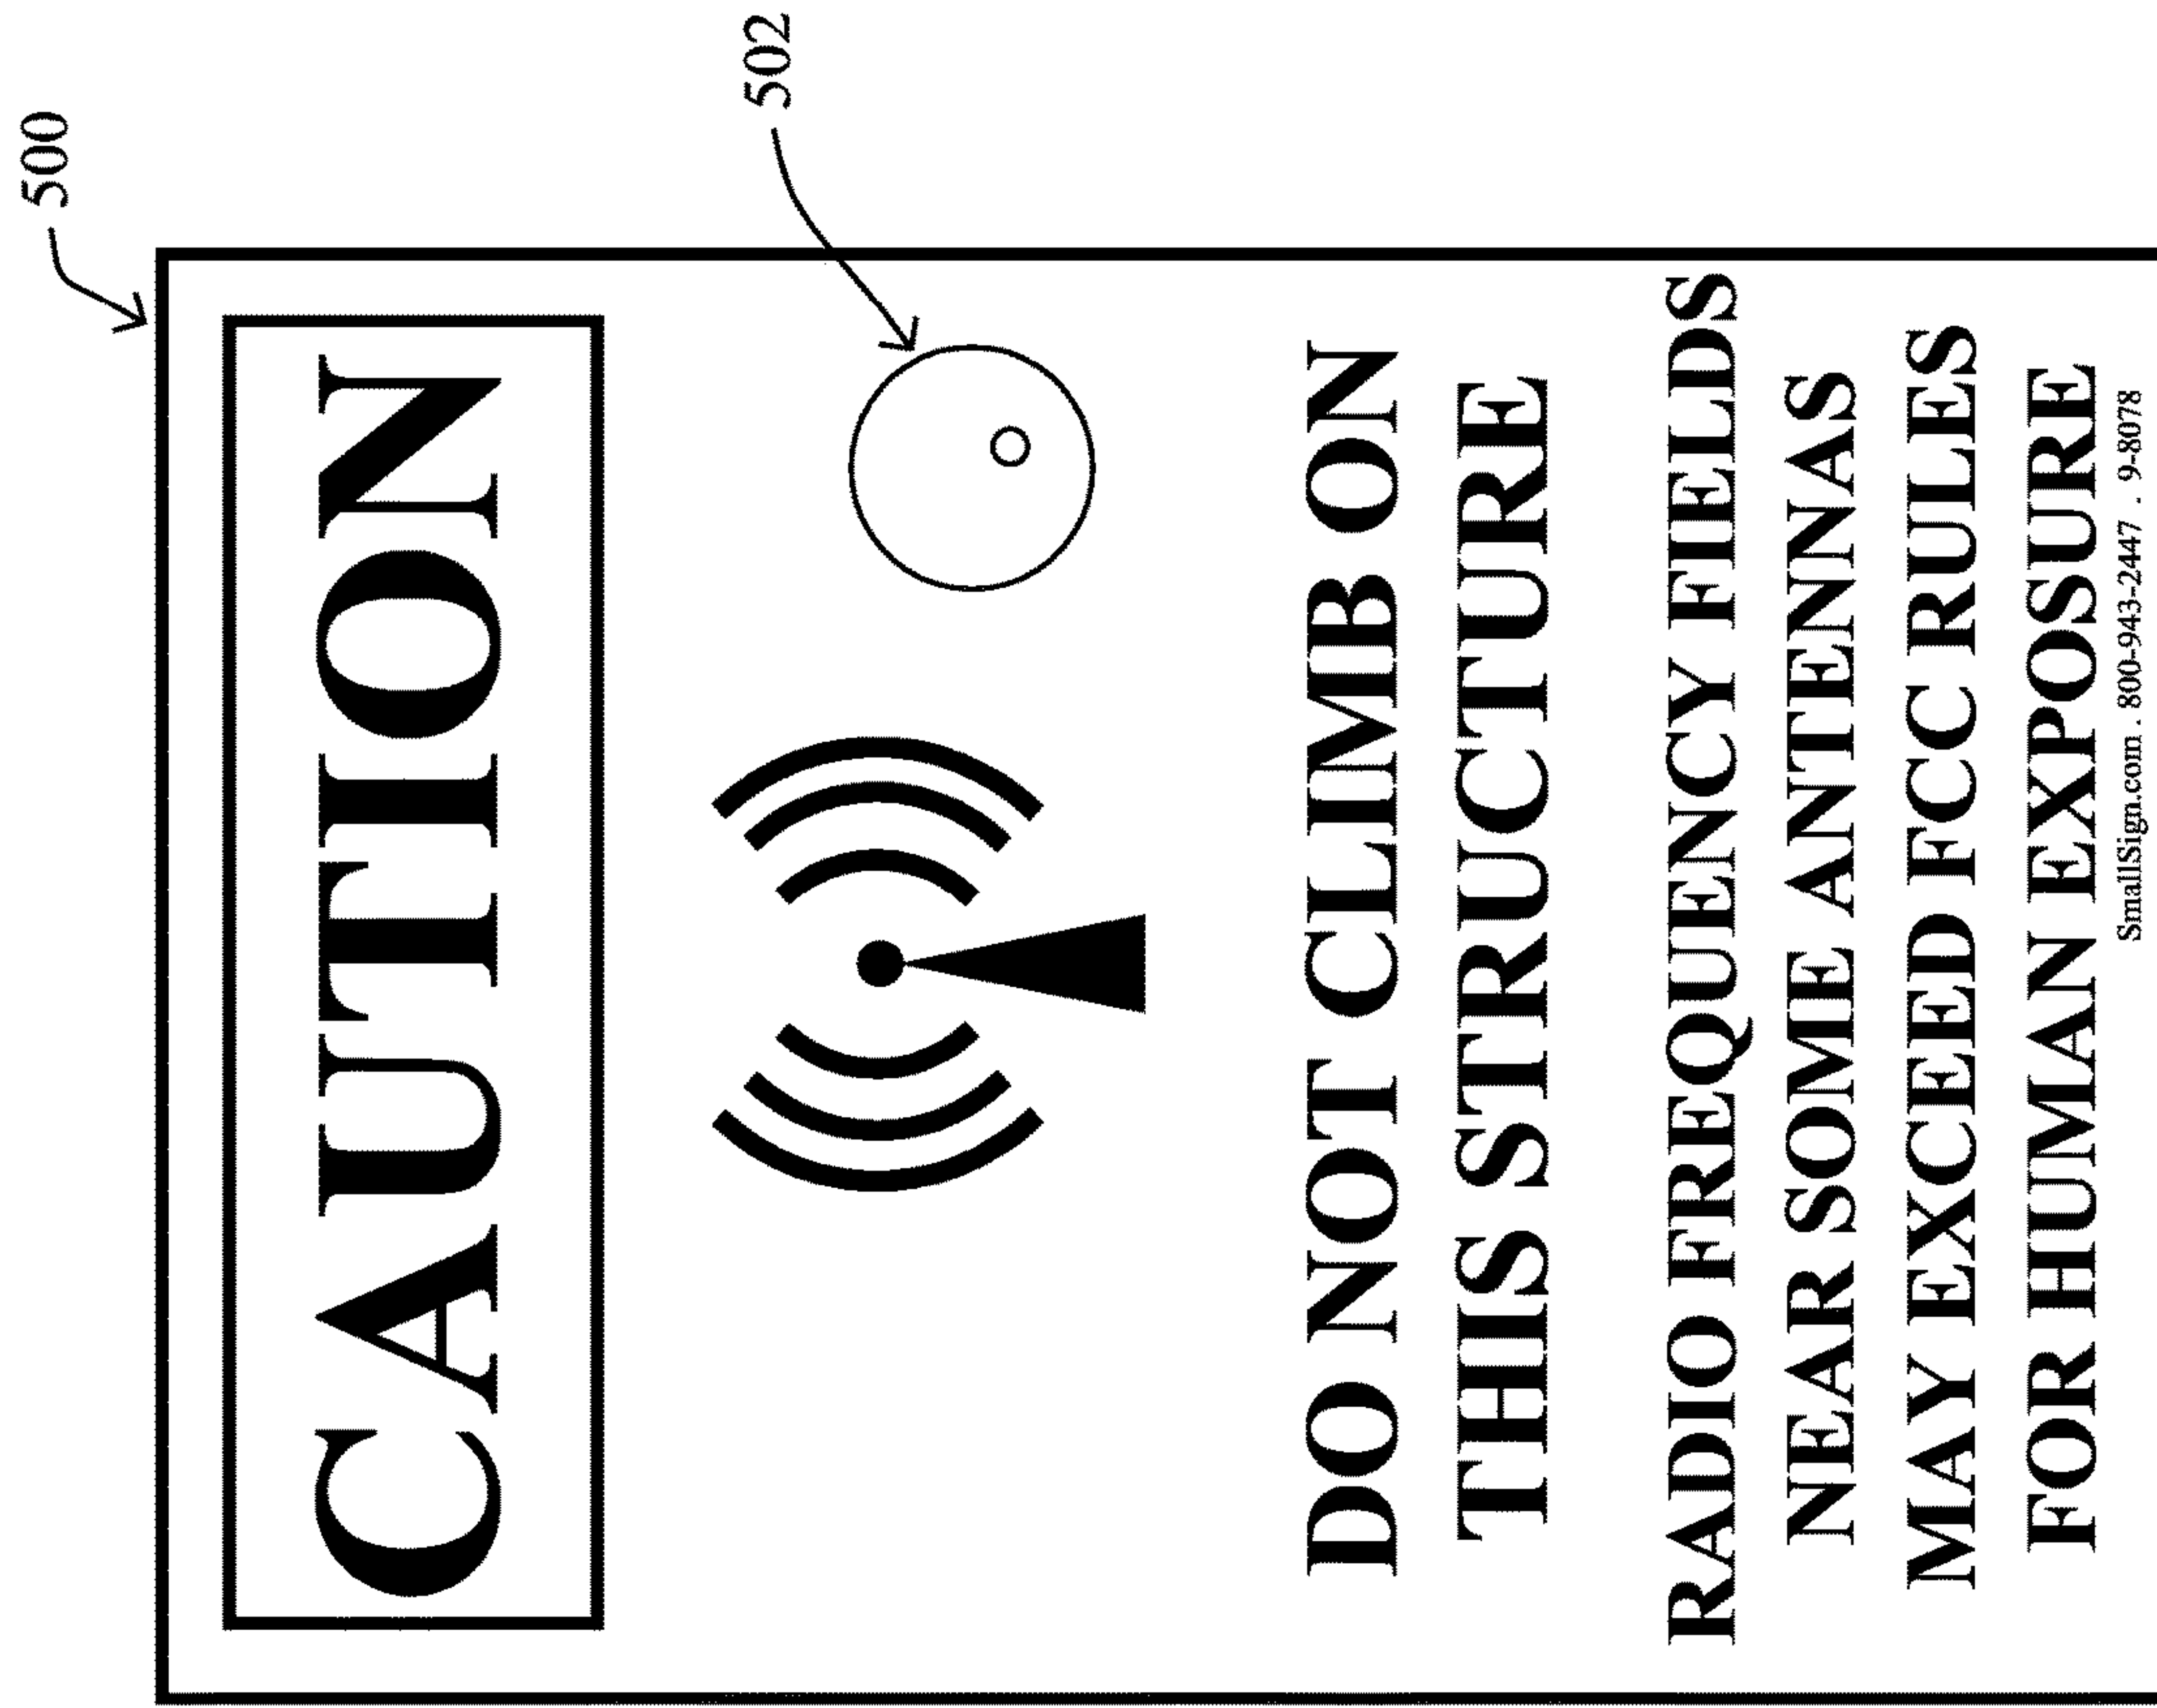 500
502
CAUTION
DO NOT CLIMB ON
THIS STRUCTURE
RADIO FREQUENCY FIELDS
NEAR SOME ANTENNAS
MAY EXCEED FCC RULES
FOR HUMAN EXPOSURE
SmallSign.com . 800-943-2447 . 9-8078